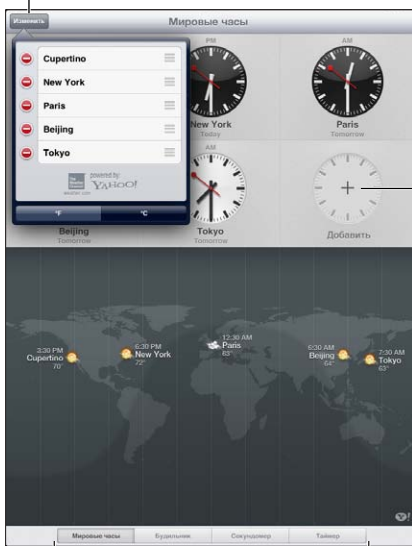 Изменить
Мировые часы
PM
AM
Cupertino
New York
Paris
Beijing
Tokyo
New York
Today
Paris
Tomorrow
powered by
YAHOO!
weather.com
°F
°C
AM
Beijing
Tomorrow
Tokyo
Tomorrow
Добавить
3:30 PM
Cupertino
70°
6:30 PM
New York
72°
12:30 AM
Paris
63°
6:30 AM
Beijing
64°
7:30 AM
Tokyo
63°
Y!
Мировые часы
Будильник
Секундомер
Таймер